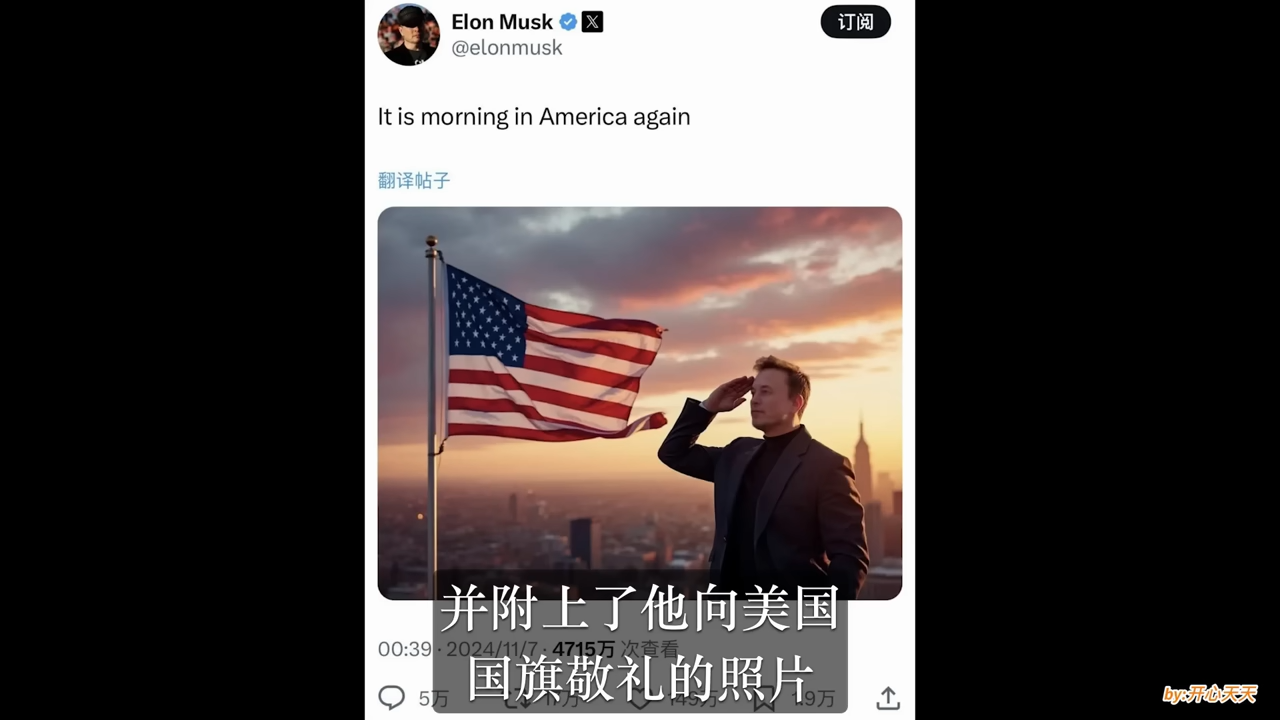 Elon Musk
订阅
@elonmusk
It is morning in America again
翻译帖子
并附上了他向美国
00:39 · 2024/11/7 · 4715万 次查看
国旗敬礼的照片
5万
by:开心天天